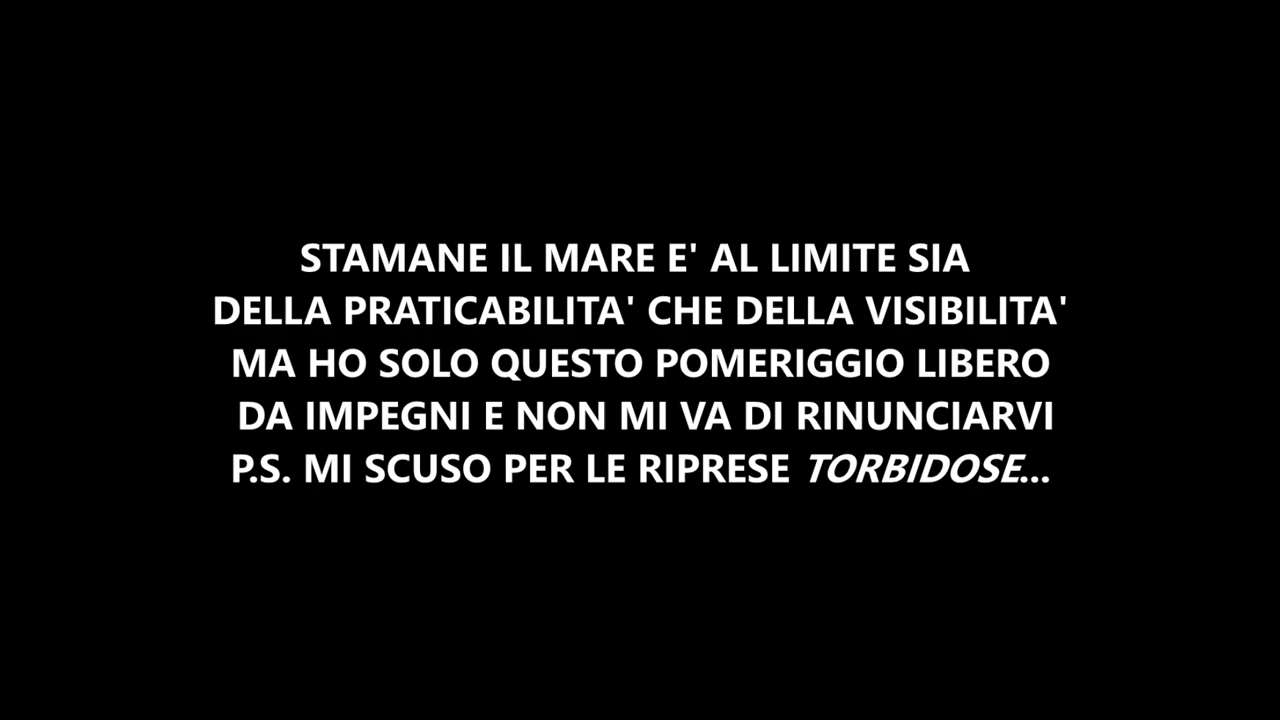 STAMANE IL MARE E' AL LIMITE SIA
DELLA PRATICABILITA' CHE DELLA VISIBILITA'
MA HO SOLO QUESTO POMERIGGIO LIBERO
DA IMPEGNI E NON MI VA DI RINUNCIARVI
P.S. MI SCUSO PER LE RIPRESE TORBIDOSE...